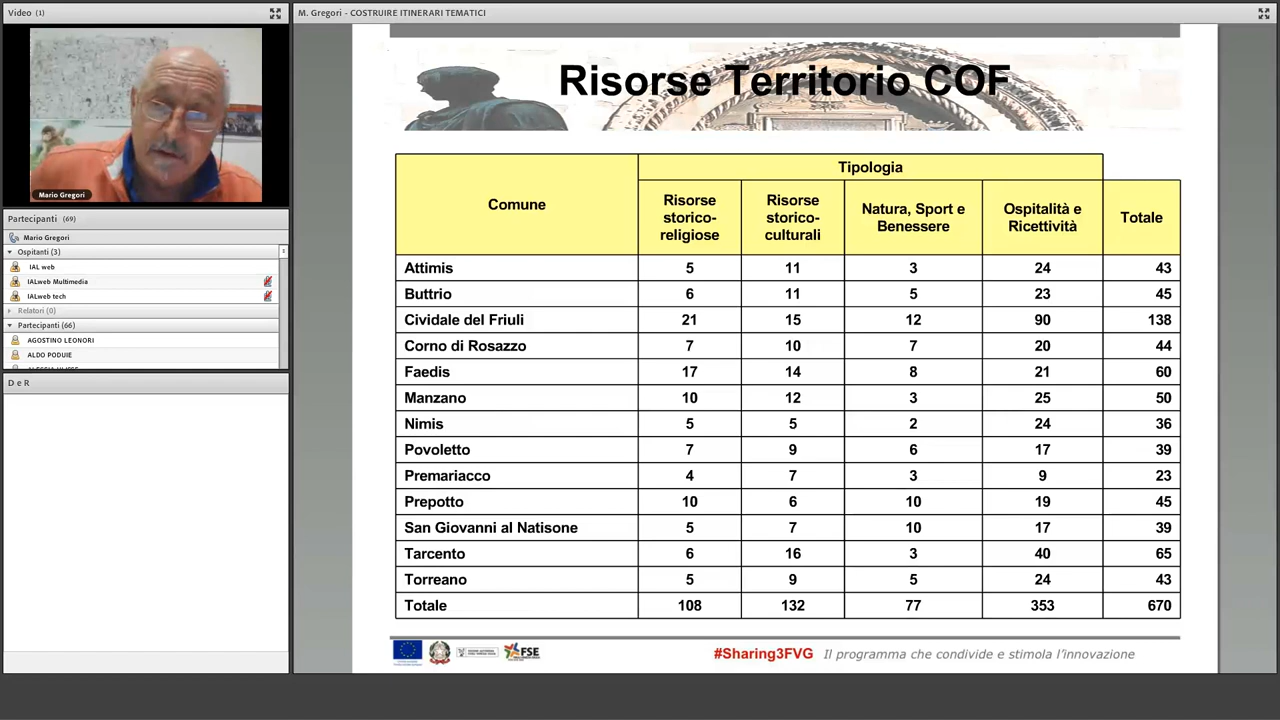 Video (1)
Mario Gregori
Partecipanti (69)
Mario Gregori
Ospitanti (3)
IAL web
IALweb Multimedia
IALweb tech
Relatori (0)
Partecipanti (66)
AGOSTINO LEONORI
ALDO PODUIE
D e R
M. Gregori - COSTRUIRE ITINERARI TEMATICI
Risorse Territorio COF
Tipologia
Comune Risorse storico-religiose Risorse storico-culturali Natura, Sport e Benessere Ospitalità e Ricettività Totale
Attimis 5 11 3 24 43
Buttrio 6 11 5 23 45
Cividale del Friuli 21 15 12 90 138
Corno di Rosazzo 7 10 7 20 44
Faedis 17 14 8 21 60
Manzano 10 12 3 25 50
Nimis 5 5 2 24 36
Povoletto 7 9 6 17 39
Premariacco 4 7 3 9 23
Prepotto 10 6 10 19 45
San Giovanni al Natisone 5 7 10 17 39
Tarcento 6 16 3 40 65
Torreano 5 9 5 24 43
Totale 108 132 77 353 670
FSE
#Sharing3FVG Il programma che condivide e stimola l'innovazione